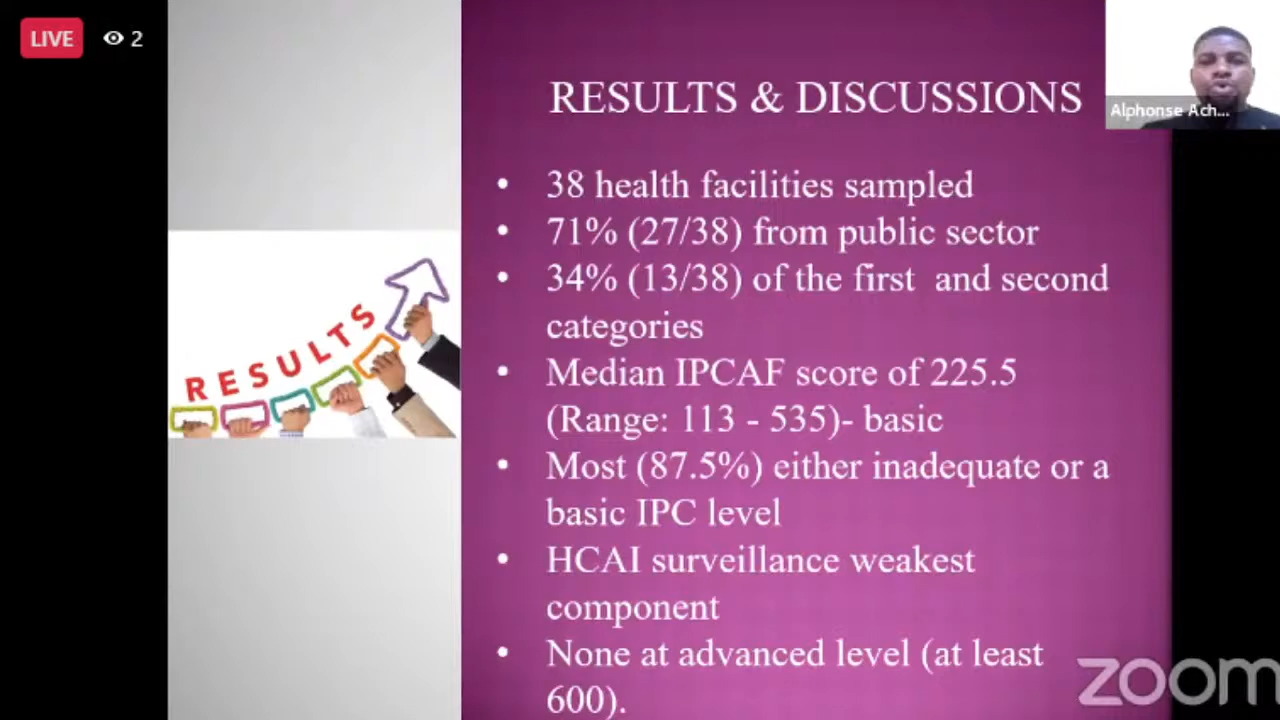 LIVE 2
RESULTS & DISCUSSIONS
Alphonse Ach...
• 38 health facilities sampled
• 71% (27/38) from public sector
• 34% (13/38) of the first and second
categories
• Median IPCAF score of 225.5
(Range: 113 - 535)- basic
• Most (87.5%) either inadequate or a
basic IPC level
• HCAI surveillance weakest
component
• None at advanced level (at least
600).
RESULTS
zoom